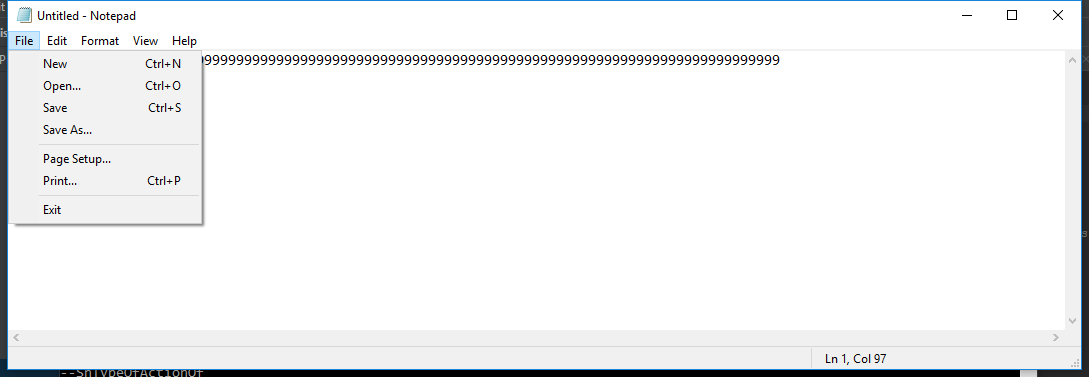 Untitled - Notepad
File Edit Format View Help
999999999999999999999999999999999999999999999999999999999999999999999999
New Ctrl+N
Open... Ctrl+O
Save Ctrl+S
Save As...
Page Setup...
Print... Ctrl+P
Exit
Ln 1, Col 97